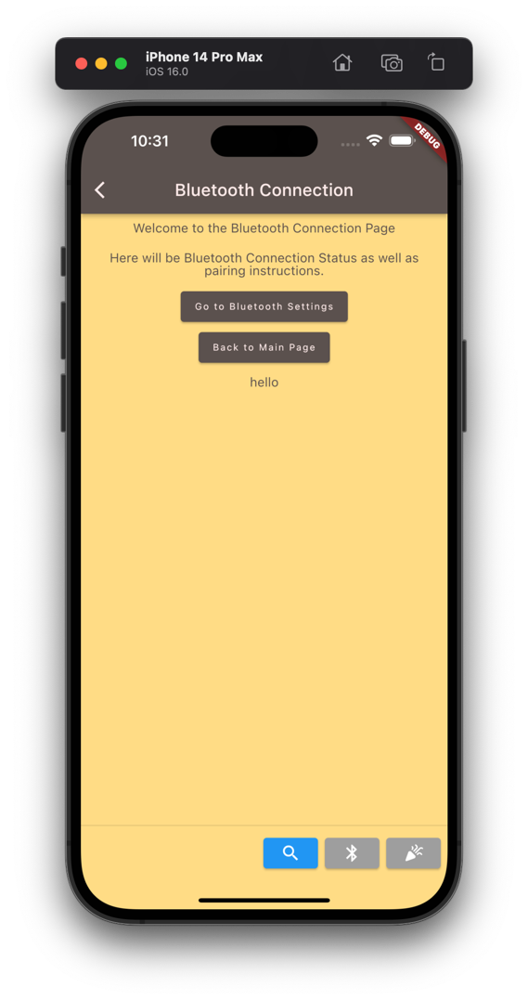 iPhone 14 Pro Max
iOS 16.0
10:31
DEBUG
Bluetooth Connection
Welcome to the Bluetooth Connection Page
Here will be Bluetooth Connection Status as well as
pairing instructions.
Go to Bluetooth Settings
Back to Main Page
hello